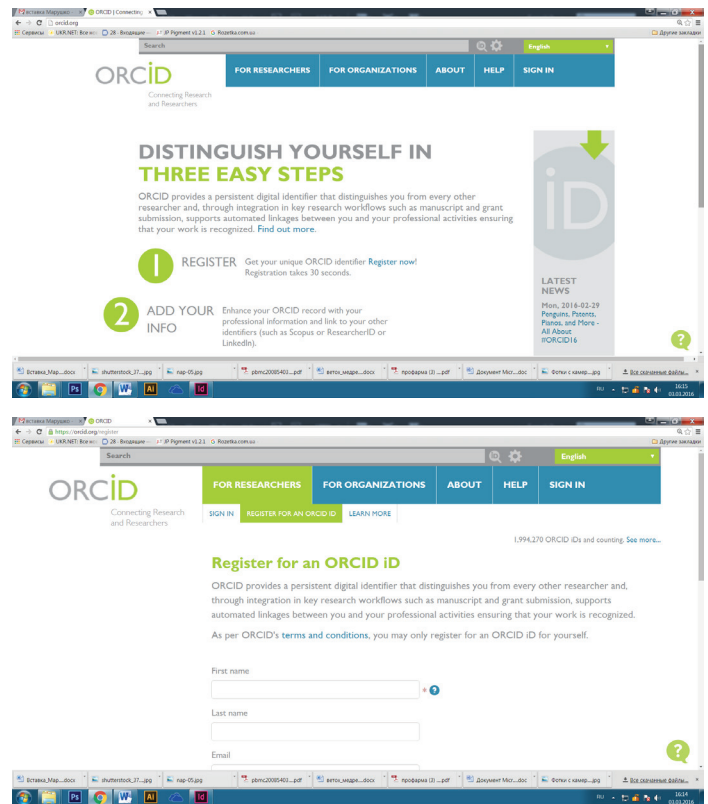 ORCID | Connecting
orcid.org
Сервисы
28 · Входящие
JP Pigment v1.2.1
Rozetka.com.ua
Другие закладки
Search
English
ORCiD
FOR RESEARCHERS
FOR ORGANIZATIONS
ABOUT
HELP
SIGN IN
Connecting Research
and Researchers
DISTINGUISH YOURSELF IN
THREE EASY STEPS
ORCID provides a persistent digital identifier that distinguishes you from every other
researcher and, through integration in key research workflows such as manuscript and grant
submission, supports automated linkages between you and your professional activities ensuring
that your work is recognized. Find out more.
1
REGISTER
Get your unique ORCID identifier Register now!
Registration takes 30 seconds.
2
ADD YOUR
INFO
Enhance your ORCID record with your
professional information and link to your other
identifiers (such as Scopus or ResearcherID or
LinkedIn).
iD
LATEST
NEWS
Mon, 2016-02-29
Penguins, Patents,
Pianos, and More -
All About
#ORCID16
?
Вставка_Мар....docx
shutterstock_37....jpg
nap-05.jpg
pbmc20085403....pdf
профарма (3)....pdf
Документ Micr....doc
Фотки с камер....jpg
Все скачанные файлы...
Ps
W
Ai
Id
RU
16:15
01.03.2016
ORCID
https://orcid.org/register
Сервисы
28 · Входящие
JP Pigment v1.2.1
Rozetka.com.ua
Другие закладки
Search
English
ORCiD
FOR RESEARCHERS
FOR ORGANIZATIONS
ABOUT
HELP
SIGN IN
Connecting Research
and Researchers
SIGN IN
REGISTER FOR AN ORCID ID
LEARN MORE
1,994,270 ORCID iDs and counting. See more...
Register for an ORCID iD
ORCID provides a persistent digital identifier that distinguishes you from every other researcher and,
through integration in key research workflows such as manuscript and grant submission, supports
automated linkages between you and your professional activities ensuring that your work is recognized.
As per ORCID's terms and conditions, you may only register for an ORCID iD for yourself.
First name
* ?
Last name
Email
?
Вставка_Мар....docx
shutterstock_37....jpg
nap-05.jpg
pbmc20085403....pdf
профарма (3)....pdf
Документ Micr....doc
Фотки с камер....jpg
Все скачанные файлы...
Ps
W
Ai
Id
RU
16:14
01.03.2016